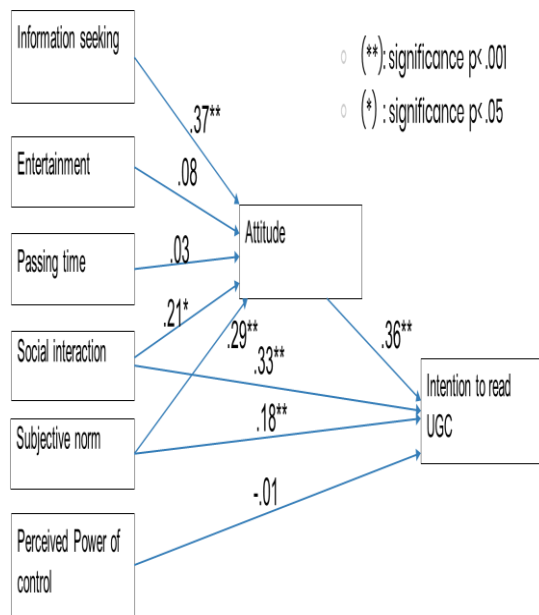 Information seeking
(**): significance p<.001
(*) : significance p<.05
.37**
Entertainment
.08
Attitude
Passing time
.03
.21*
Social interaction
.29**
.36**
.33**
Intention to read
UGC
Subjective norm
.18**
-.01
Perceived Power of
control